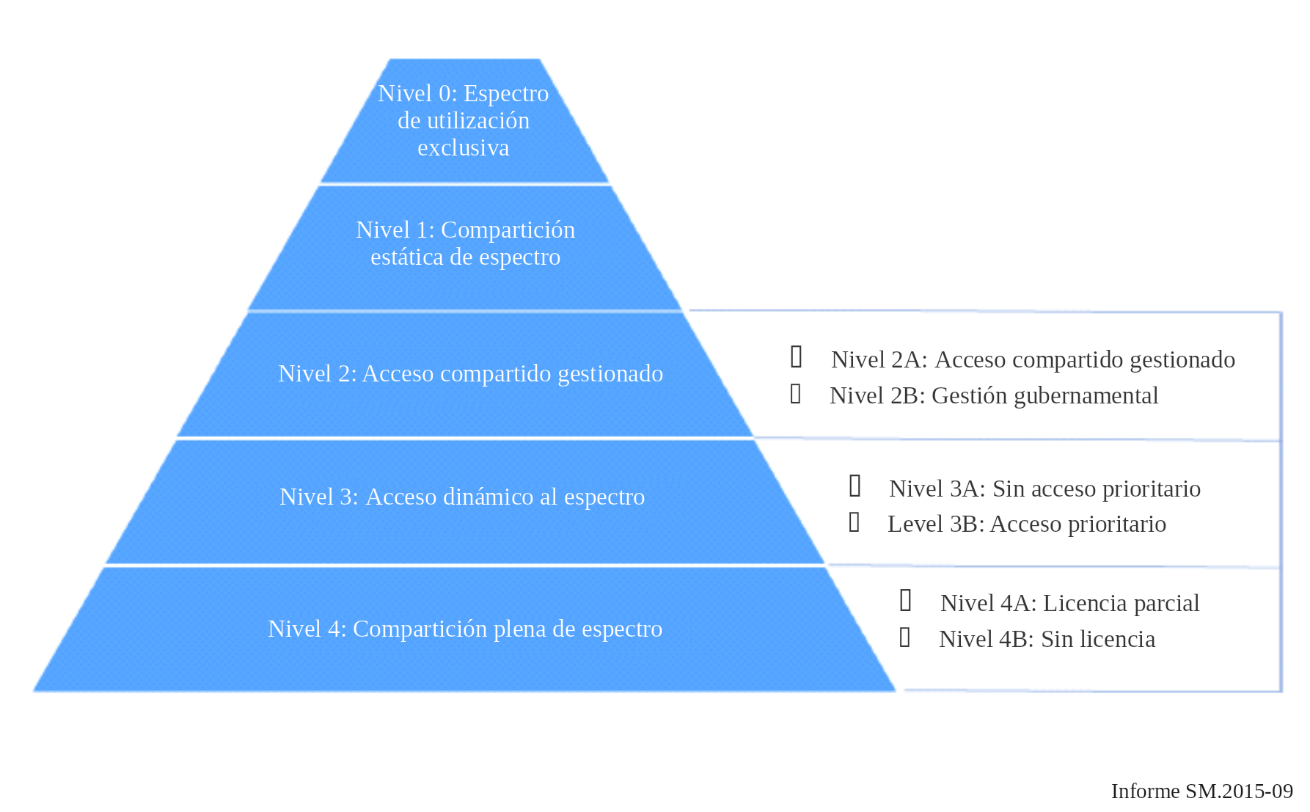 Nivel 0: Espectro
de utilización
exclusiva
Nivel 1: Compartición
estática de espectro
Nivel 2: Acceso compartido gestionado
Nivel 2A: Acceso compartido gestionado
Nivel 2B: Gestión gubernamental
Nivel 3: Acceso dinámico al espectro
Nivel 3A: Sin acceso prioritario
Level 3B: Acceso prioritario
Nivel 4: Compartición plena de espectro
Nivel 4A: Licencia parcial
Nivel 4B: Sin licencia
Informe SM.2015-09